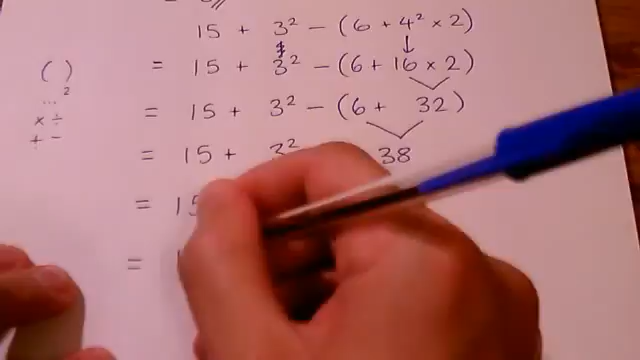 15 + 3² − (6 + 4² × 2)
= 15 + 3² − (6 + 16 × 2)
( )
... ²
× ÷
+ −
= 15 + 3² − (6 + 32)
= 15 + 3² 38
= 15
=